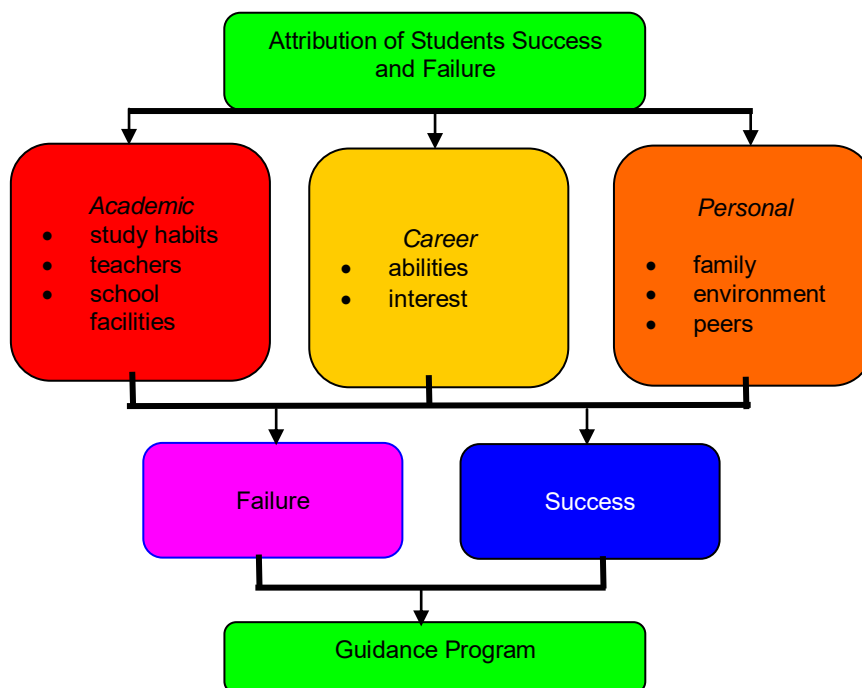 Attribution of Students Success
and Failure
Academic
• study habits
• teachers
• school
facilities
Career
• abilities
• interest
Personal
• family
• environment
• peers
Failure
Success
Guidance Program